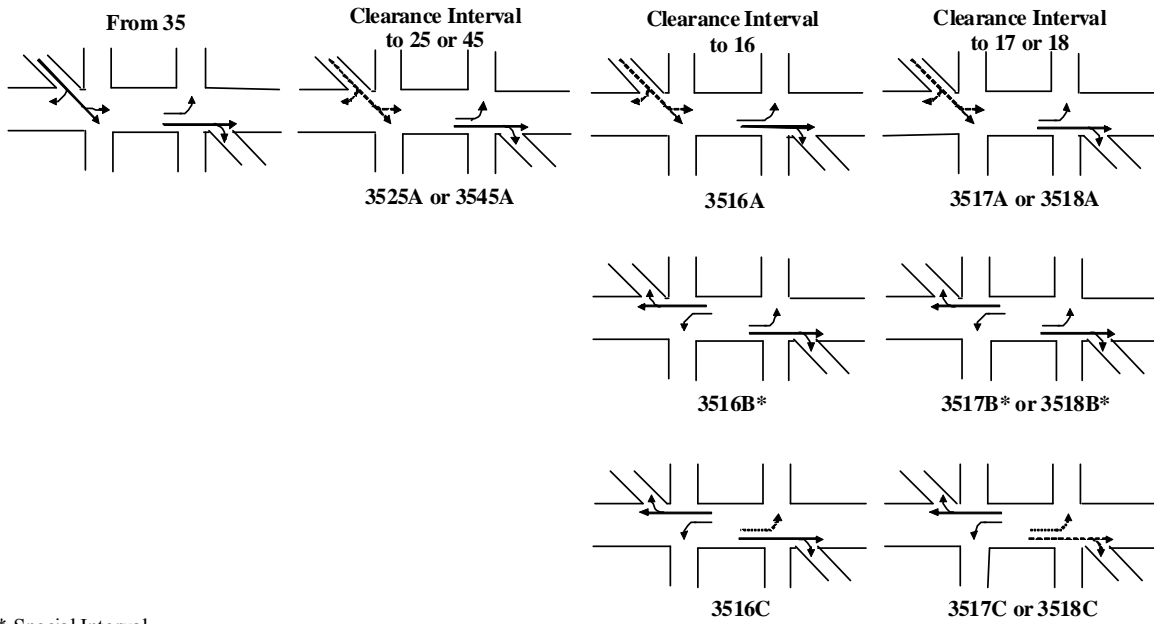 From 35
Clearance Interval
to 25 or 45
Clearance Interval
to 16
Clearance Interval
to 17 or 18
3525A or 3545A
3516A
3517A or 3518A
3516B*
3517B* or 3518B*
3516C
3517C or 3518C
* Special Interval